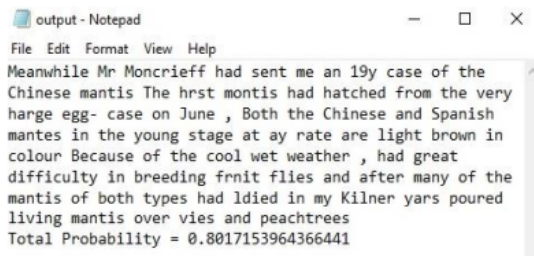 output - Notepad
File Edit Format View Help
Meanwhile Mr Moncrieff had sent me an 19y case of the
Chinese mantis The hrst montis had hatched from the very
harge egg- case on June , Both the Chinese and Spanish
mantes in the young stage at ay rate are light brown in
colour Because of the cool wet weather , had great
difficulty in breeding frnit flies and after many of the
mantis of both types had ldied in my Kilner yars poured
living mantis over vies and peachtrees
Total Probability = 0.8017153964366441